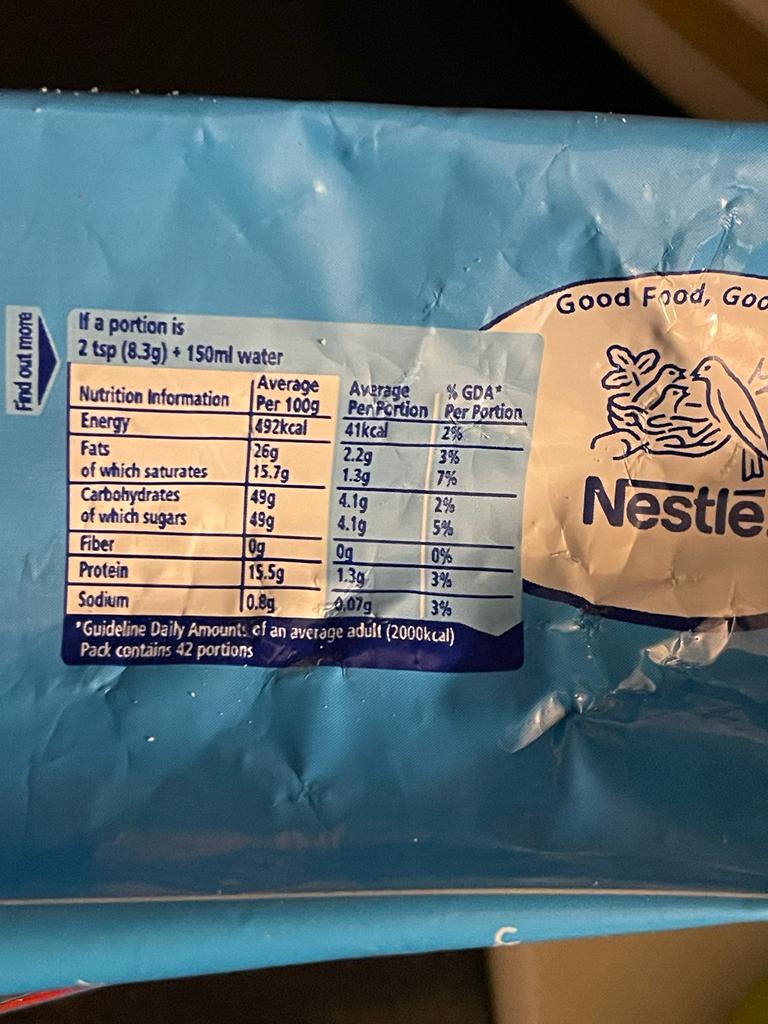 Find out more
If a portion is
2 tsp (8.3g) + 150ml water
Nutrition Information Average Per 100g Average Per Portion % GDA* Per Portion
Energy 492kcal 41kcal 2%
Fats 26g 2.2g 3%
of which saturates 15.7g 1.3g 7%
Carbohydrates 49g 4.1g 2%
of which sugars 49g 4.1g 5%
Fiber 0g 0g 0%
Protein 15.5g 1.3g 3%
Sodium 0.8g 0.07g 3%
*Guideline Daily Amounts of an average adult (2000kcal)
Pack contains 42 portions
Good Food, Goo
Nestlé